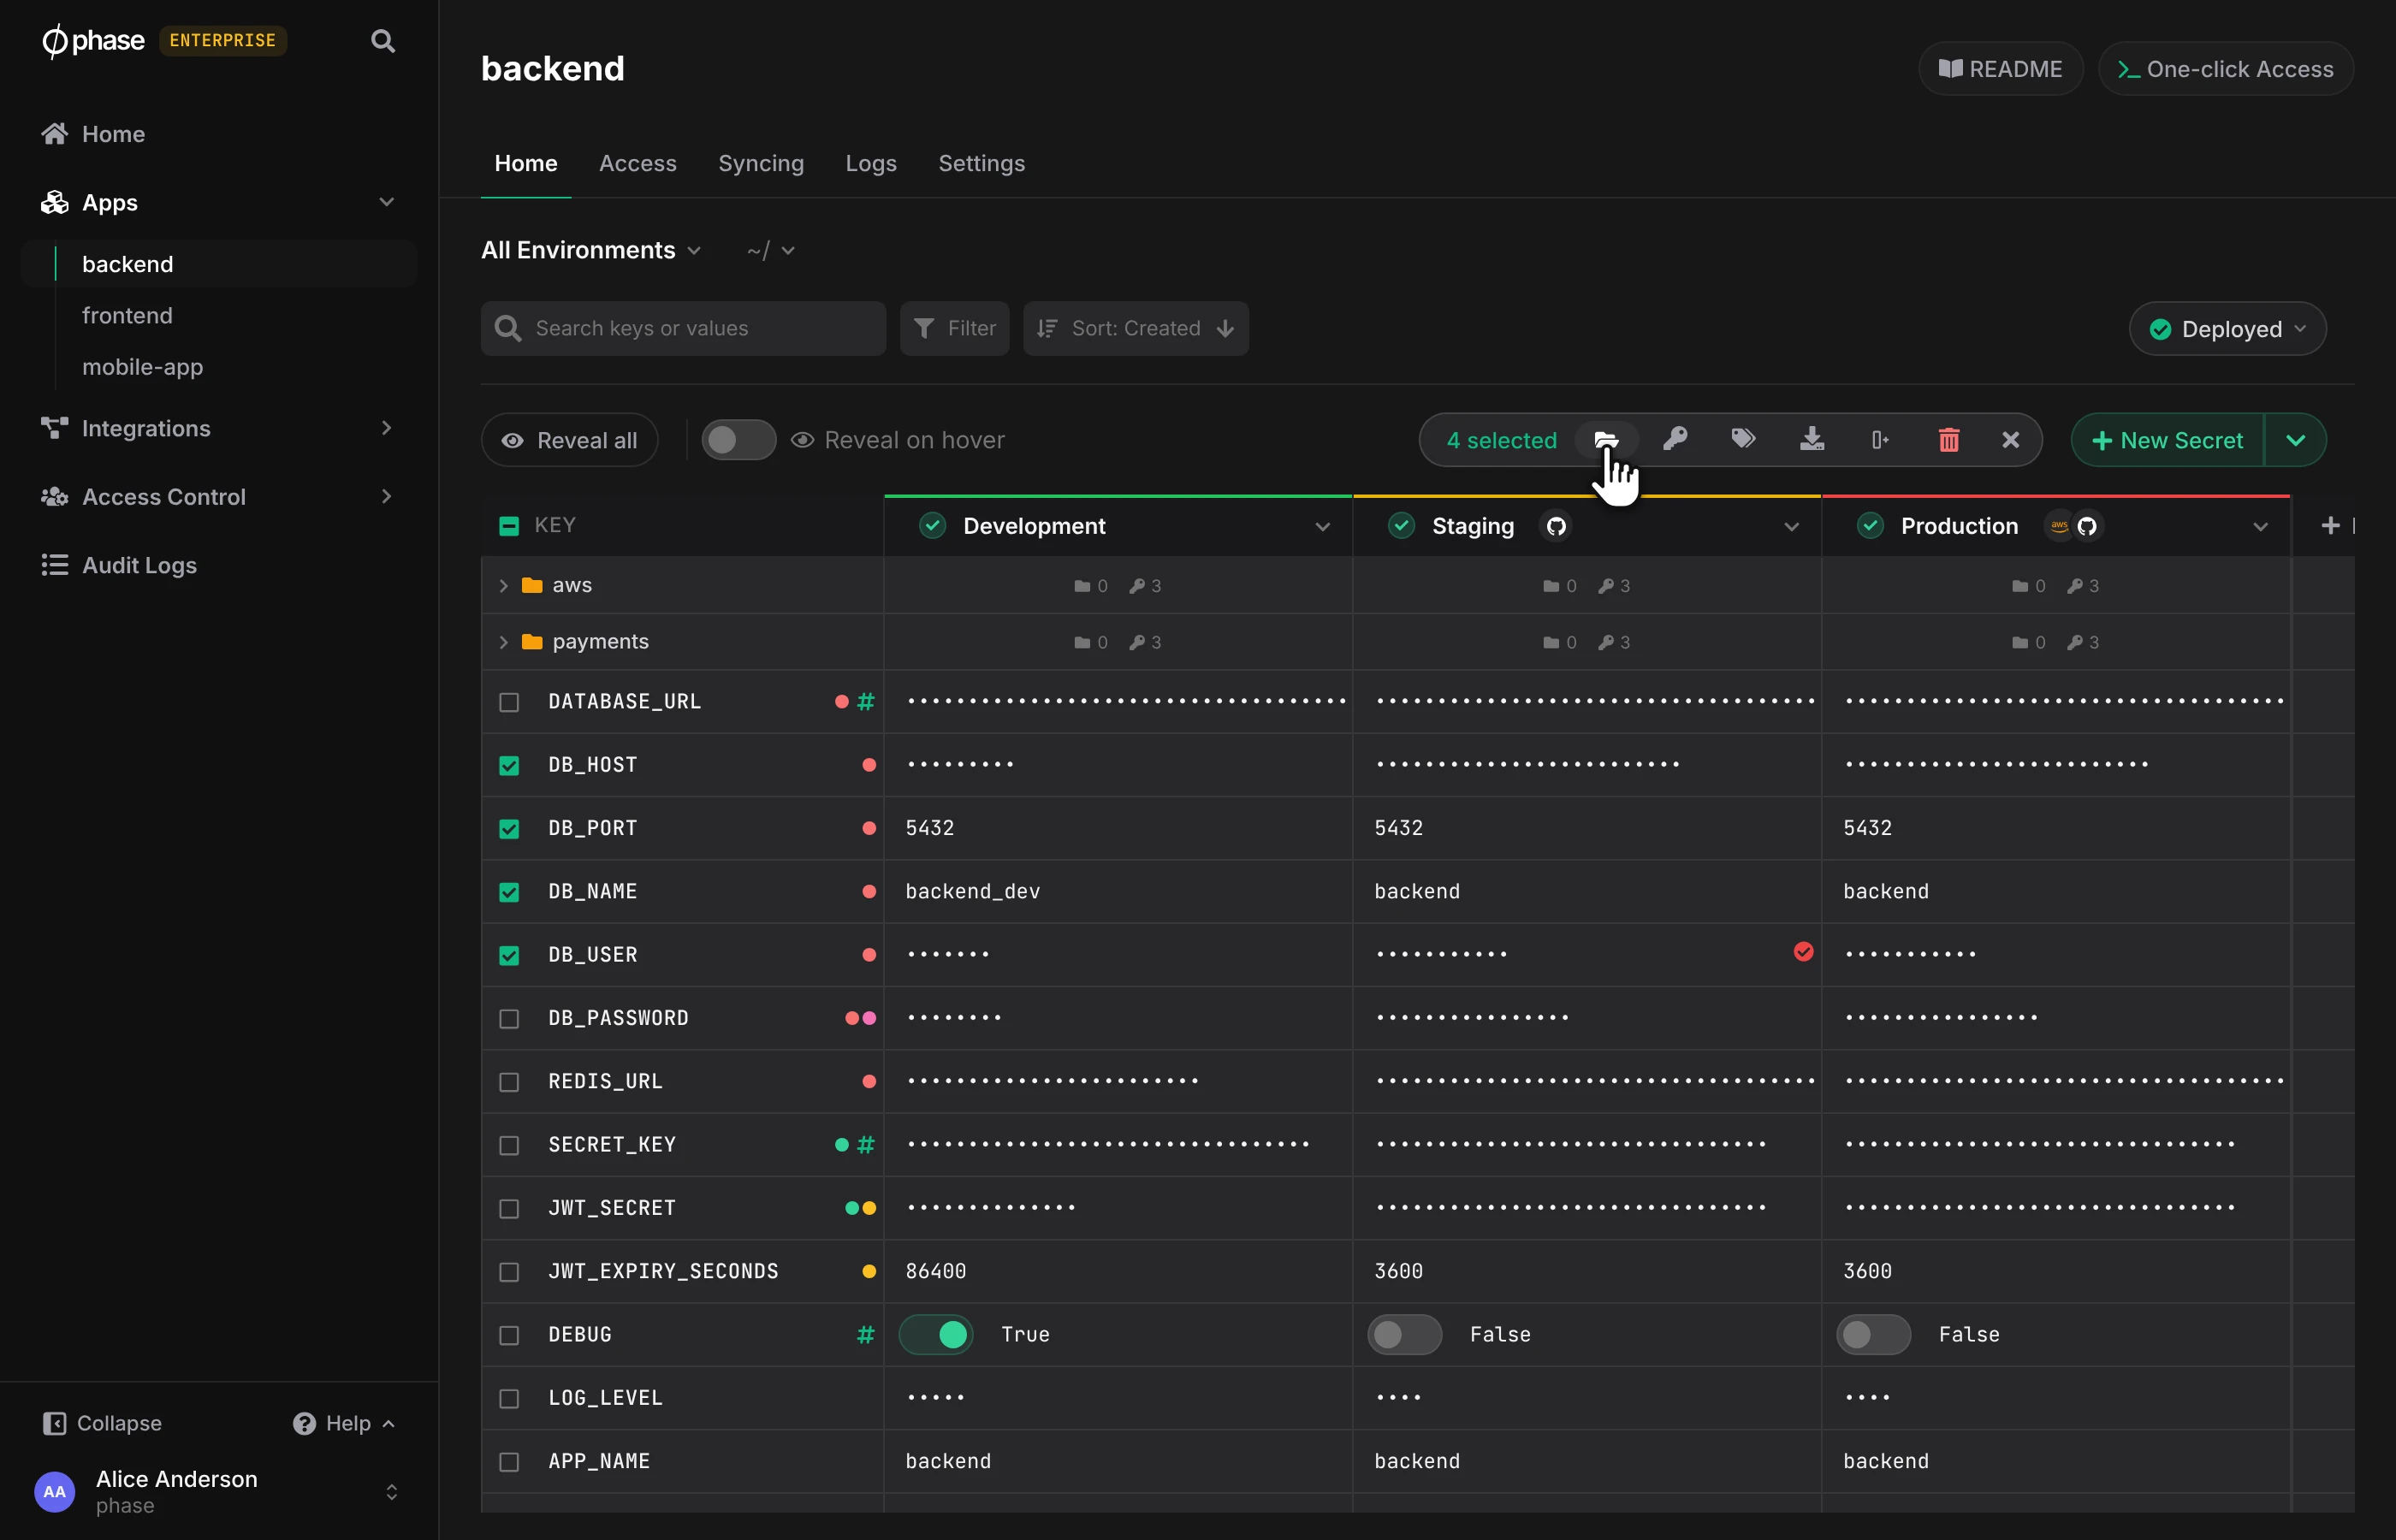 phase ENTERPRISE
Home
Apps
backend
frontend
mobile-app
Integrations
Access Control
Audit Logs
Collapse
Help
AA
Alice Anderson
phase
backend
README
One-click Access
Home
Access
Syncing
Logs
Settings
All Environments
~/
Search keys or values
Filter
Sort: Created
Deployed
Reveal all
Reveal on hover
4 selected
New Secret
KEY
Development
Staging
Production
aws
aws 0 3 0 3 0 3
payments 0 3 0 3 0 3
DATABASE_URL # •••••••••••••••••••••••••••••••• •••••••••••••••••••••••••••••••• ••••••••••••••••••••••••••••••••
DB_HOST ••••••••• ••••••••••••••••••••••••• •••••••••••••••••••••••••
DB_PORT 5432 5432 5432
DB_NAME backend_dev backend backend
DB_USER ••••••• ••••••••••• •••••••••••
DB_PASSWORD •••••••• •••••••••••••••• ••••••••••••••••
REDIS_URL •••••••••••••••••••••••• •••••••••••••••••••••••••••••••• ••••••••••••••••••••••••••••••••
SECRET_KEY # ••••••••••••••••••••••••••••••••• •••••••••••••••••••••••••••••••• ••••••••••••••••••••••••••••••••
JWT_SECRET •••••••••••••• •••••••••••••••••••••••••••••••• ••••••••••••••••••••••••••••••••
JWT_EXPIRY_SECONDS 86400 3600 3600
DEBUG # True False False
LOG_LEVEL ••••• •••• ••••
APP_NAME backend backend backend